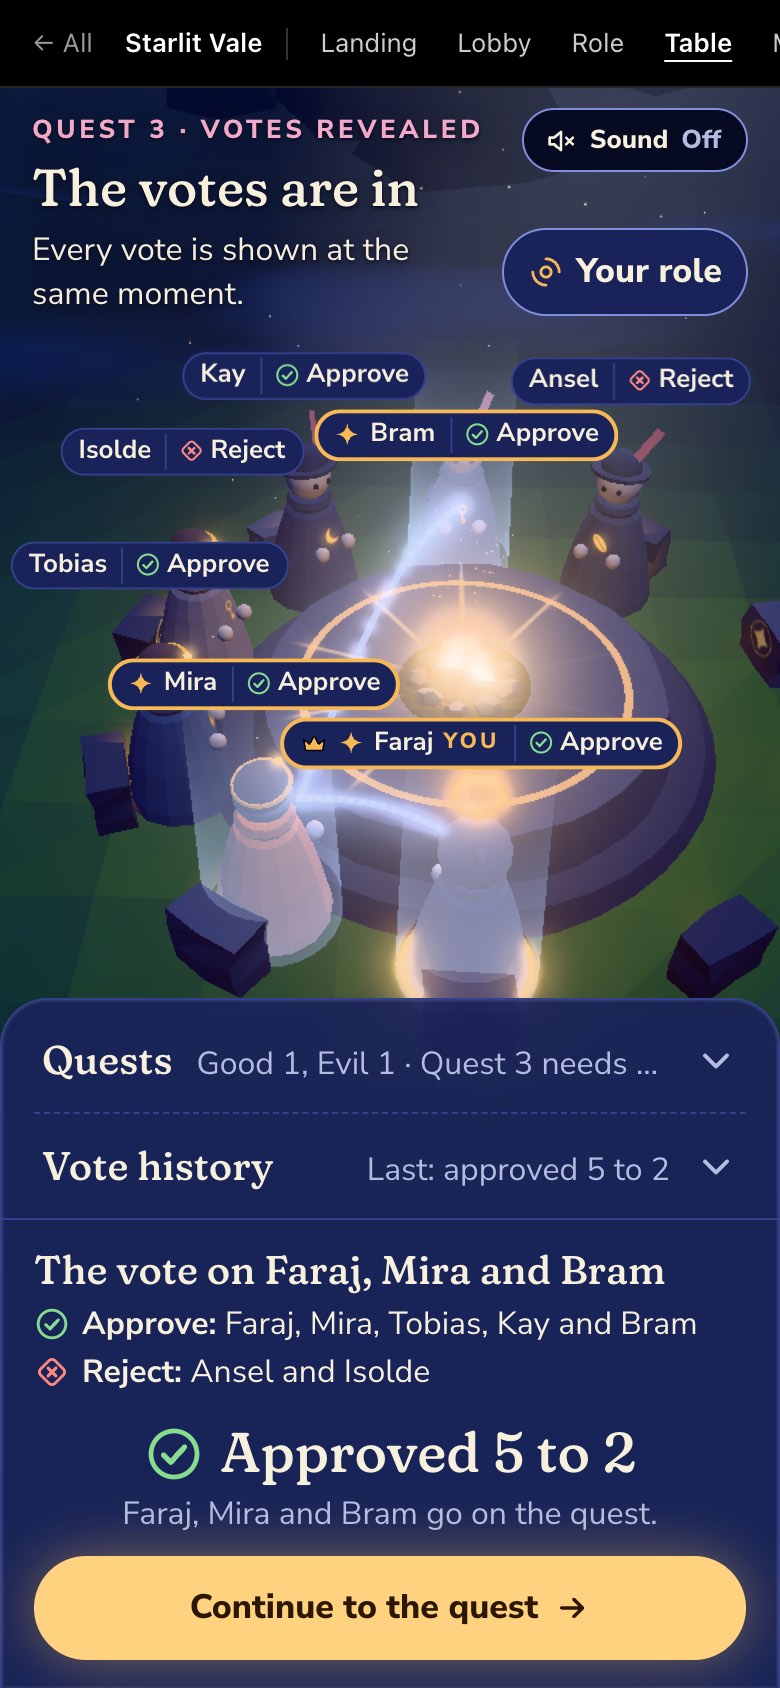 ← All Starlit Vale Landing Lobby Role Table
QUEST 3 · VOTES REVEALED
Sound Off
The votes are in
Every vote is shown at the
same moment.
Your role
Kay Approve
Ansel Reject
Bram Approve
Isolde Reject
Tobias Approve
Mira Approve
Faraj YOU Approve
Quests Good 1, Evil 1 · Quest 3 needs ...
Vote history Last: approved 5 to 2
The vote on Faraj, Mira and Bram
Approve: Faraj, Mira, Tobias, Kay and Bram
Reject: Ansel and Isolde
Approved 5 to 2
Faraj, Mira and Bram go on the quest.
Continue to the quest →